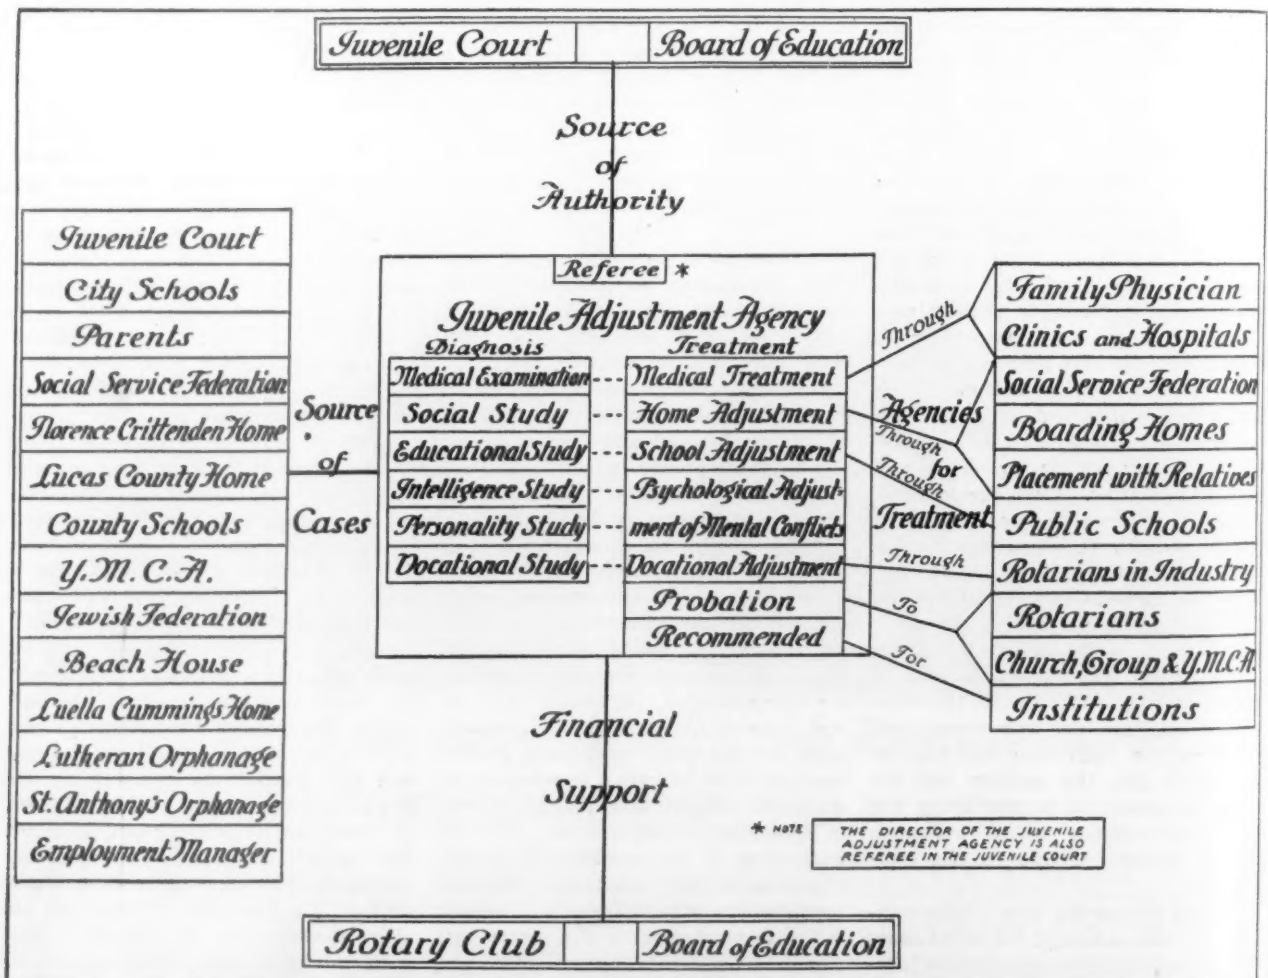 Juvenile Court
Board of Education
Source
of
Authority
Juvenile Court
City Schools
Parents
Social Service Federation
Florence Crittenden Home
Lucas County Home
County Schools
Y.M.C.A.
Jewish Federation
Beach House
Luella Cummings Home
Lutheran Orphanage
St. Anthony's Orphanage
Employment Manager
Source
of
Cases
Referee *
Juvenile Adjustment Agency
Diagnosis
Medical Examination
Social Study
Educational Study
Intelligence Study
Personality Study
Vocational Study
Treatment
Medical Treatment
Home Adjustment
School Adjustment
Psychological Adjust-
ment of Mental Conflicts
Vocational Adjustment
Probation
Recommended
Through
Agencies
Through
for
Through
Treatment
Through
To
For
Family Physician
Clinics and Hospitals
Social Service Federation
Boarding Homes
Placement with Relatives
Public Schools
Rotarians in Industry
Rotarians
Church, Group & Y.M.C.A.
Institutions
Financial
Support
* NOTE
THE DIRECTOR OF THE JUVENILE
ADJUSTMENT AGENCY IS ALSO
REFEREE IN THE JUVENILE COURT
Rotary Club
Board of Education